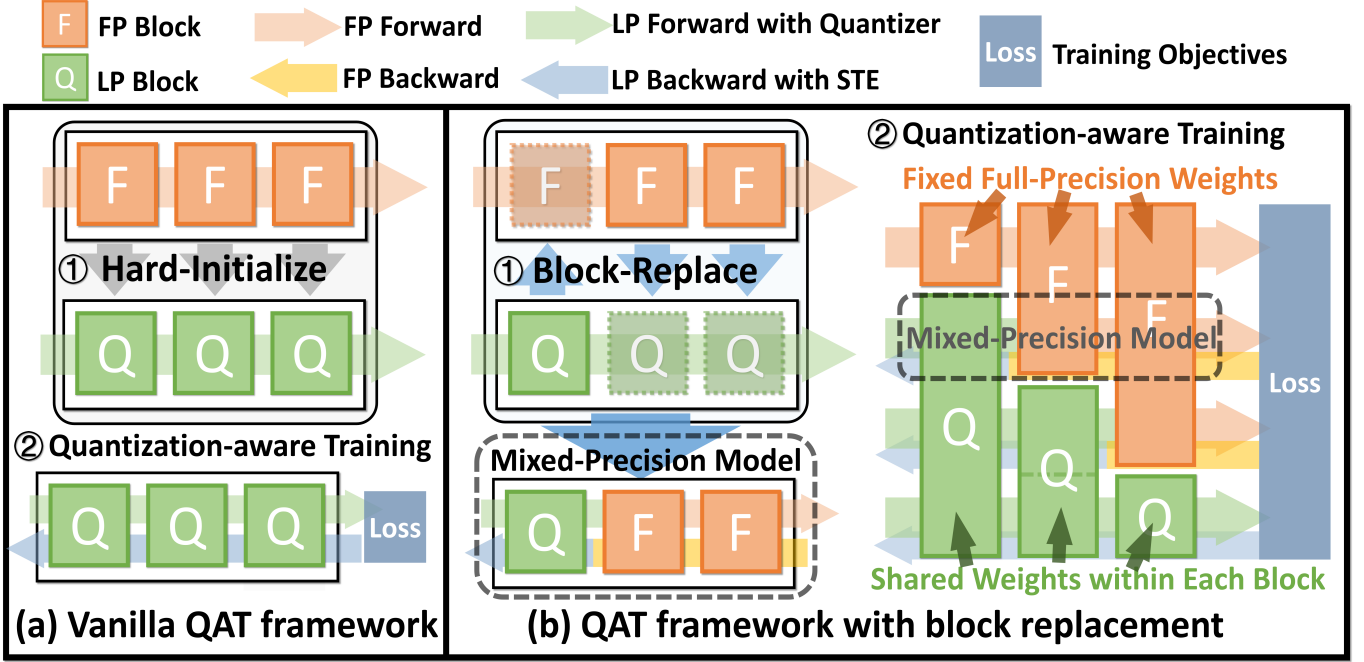 F FP Block FP Forward LP Forward with Quantizer Loss Training Objectives
Q LP Block FP Backward LP Backward with STE
F F F
① Hard-Initialize
Q Q Q
② Quantization-aware Training
Q Q Q Loss
(a) Vanilla QAT framework
F F F
① Block-Replace
Q Q Q
Mixed-Precision Model
Q F F
② Quantization-aware Training
Fixed Full-Precision Weights
F F F
Mixed-Precision Model
Loss
Q Q Q
Shared Weights within Each Block
(b) QAT framework with block replacement